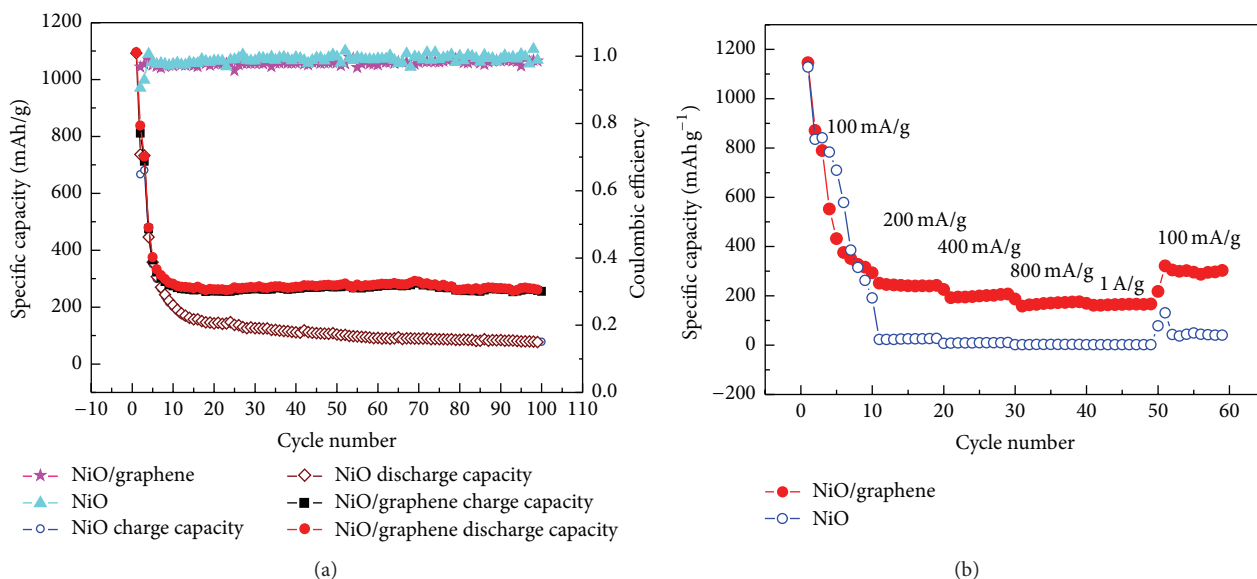 1200
1000
800
600
400
200
0
Specific capacity (mAh/g)
1.0
0.8
0.6
0.4
0.2
0.0
Coulombic efficiency
−10 0 10 20 30 40 50 60 70 80 90 100 110
Cycle number
NiO/graphene
NiO
NiO charge capacity
NiO discharge capacity
NiO/graphene charge capacity
NiO/graphene discharge capacity
(a)
1200
1000
800
600
400
200
0
−200
Specific capacity (mAh g−1)
100 mA/g
200 mA/g
400 mA/g
800 mA/g
1 A/g
100 mA/g
0 10 20 30 40 50 60
Cycle number
NiO/graphene
NiO
(b)